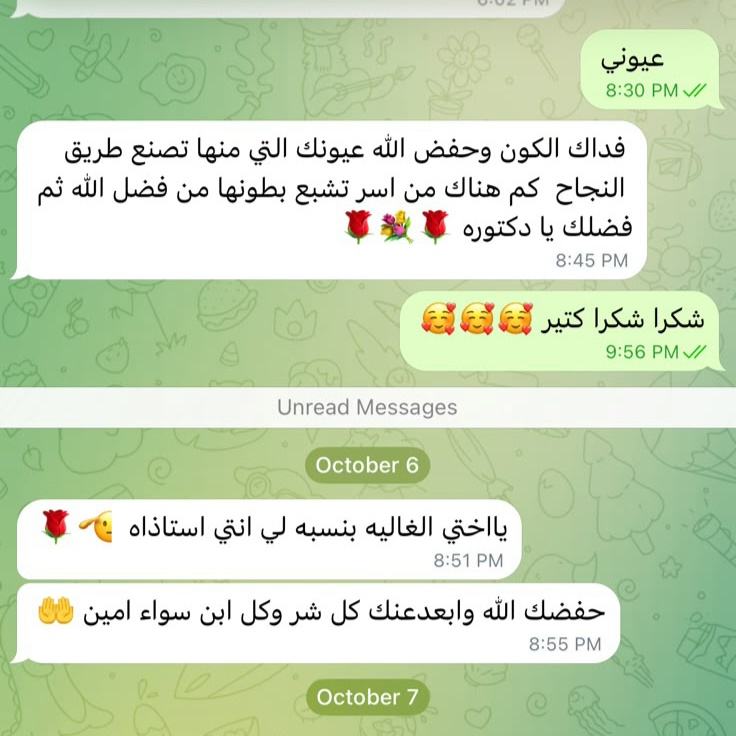 عيوني
8:30 PM
فداك الكون وحفض الله عيونك التي منها تصنع طريق
النجاح كم هناك من اسر تشبع بطونها من فضل الله ثم
فضلك يا دكتوره 🌹💐🌹
8:45 PM
شكرا شكرا كتير 🥰🥰🥰
9:56 PM
Unread Messages
October 6
يااختي الغاليه بنسبه لي انتي استاذاه 🫡🌹
8:51 PM
حفضك الله وابعدعنك كل شر وكل ابن سواء امين 🤲
8:55 PM
October 7